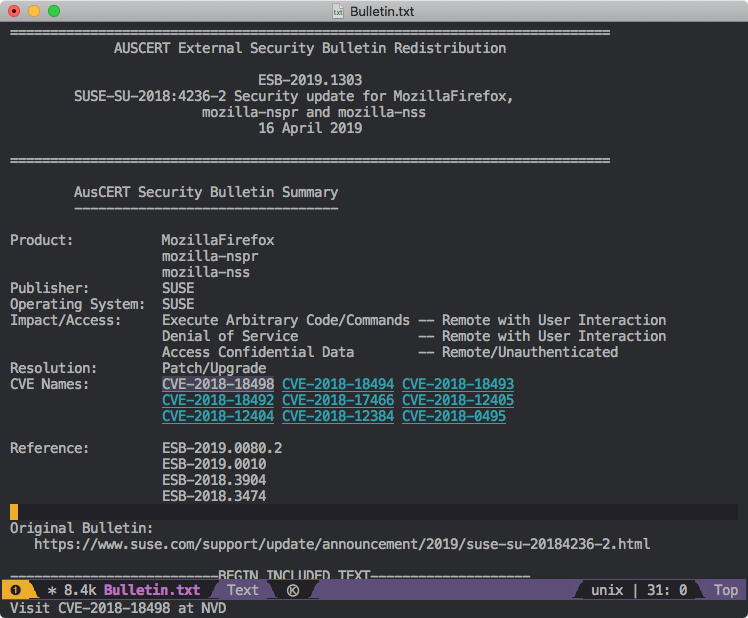 Bulletin.txt
===========================================================================
AUSCERT External Security Bulletin Redistribution
ESB-2019.1303
SUSE-SU-2018:4236-2 Security update for MozillaFirefox,
mozilla-nspr and mozilla-nss
16 April 2019
===========================================================================
AusCERT Security Bulletin Summary
---------------------------------
Product: MozillaFirefox
mozilla-nspr
mozilla-nss
Publisher: SUSE
Operating System: SUSE
Impact/Access: Execute Arbitrary Code/Commands -- Remote with User Interaction
Denial of Service -- Remote with User Interaction
Access Confidential Data -- Remote/Unauthenticated
Resolution: Patch/Upgrade
CVE Names: CVE-2018-18498 CVE-2018-18494 CVE-2018-18493
CVE-2018-18492 CVE-2018-17466 CVE-2018-12405
CVE-2018-12404 CVE-2018-12384 CVE-2018-0495
Reference: ESB-2019.0080.2
ESB-2019.0010
ESB-2018.3904
ESB-2018.3474
Original Bulletin:
https://www.suse.com/support/update/announcement/2019/suse-su-20184236-2.html
--------------------------BEGIN INCLUDED TEXT--------------------
❶ * 8.4k Bulletin.txt Text Ⓚ unix | 31: 0 Top
Visit CVE-2018-18498 at NVD